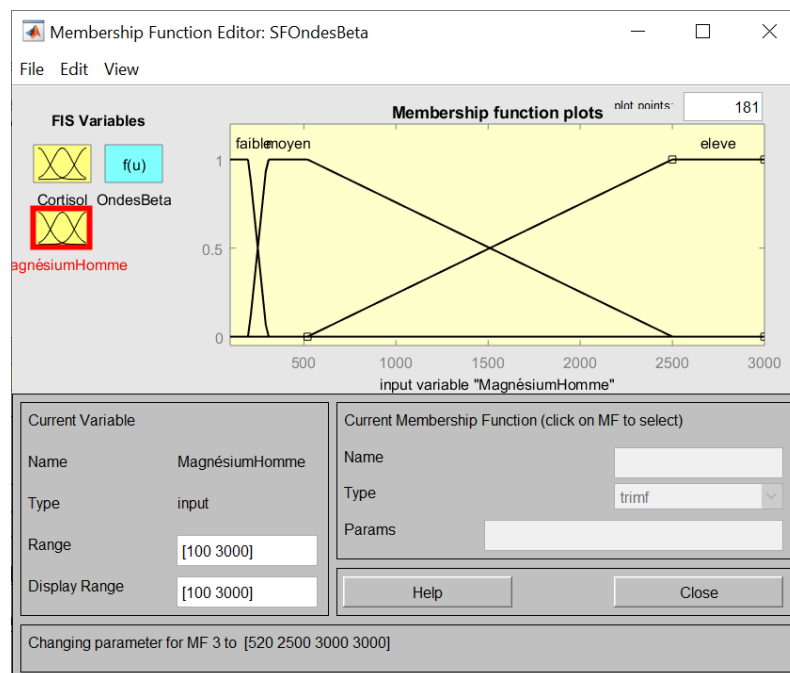 Membership Function Editor: SFOndesBeta
File Edit View
FIS Variables
f(u)
Cortisol OndesBeta
agnésiumHomme
Membership function plots
plot points: 181
faible moyen eleve
1
0.5
0
500 1000 1500 2000 2500 3000
input variable "MagnésiumHomme"
Current Variable
Name MagnésiumHomme
Type input
Range [100 3000]
Display Range [100 3000]
Current Membership Function (click on MF to select)
Name
Type trimf
Params
Help Close
Changing parameter for MF 3 to [520 2500 3000 3000]